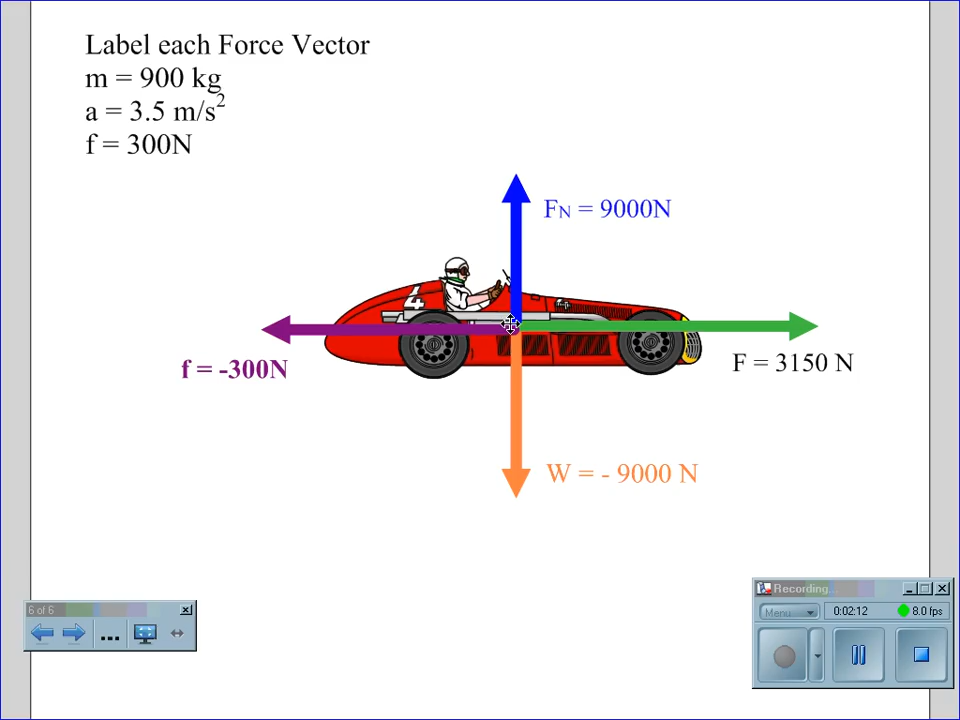 Label each Force Vector
m = 900 kg
a = 3.5 m/s²
f = 300N
FN = 9000N
4
f = -300N
F = 3150 N
W = - 9000 N
6 of 6
Recording...
Menu
0:02:12
8.0 fps